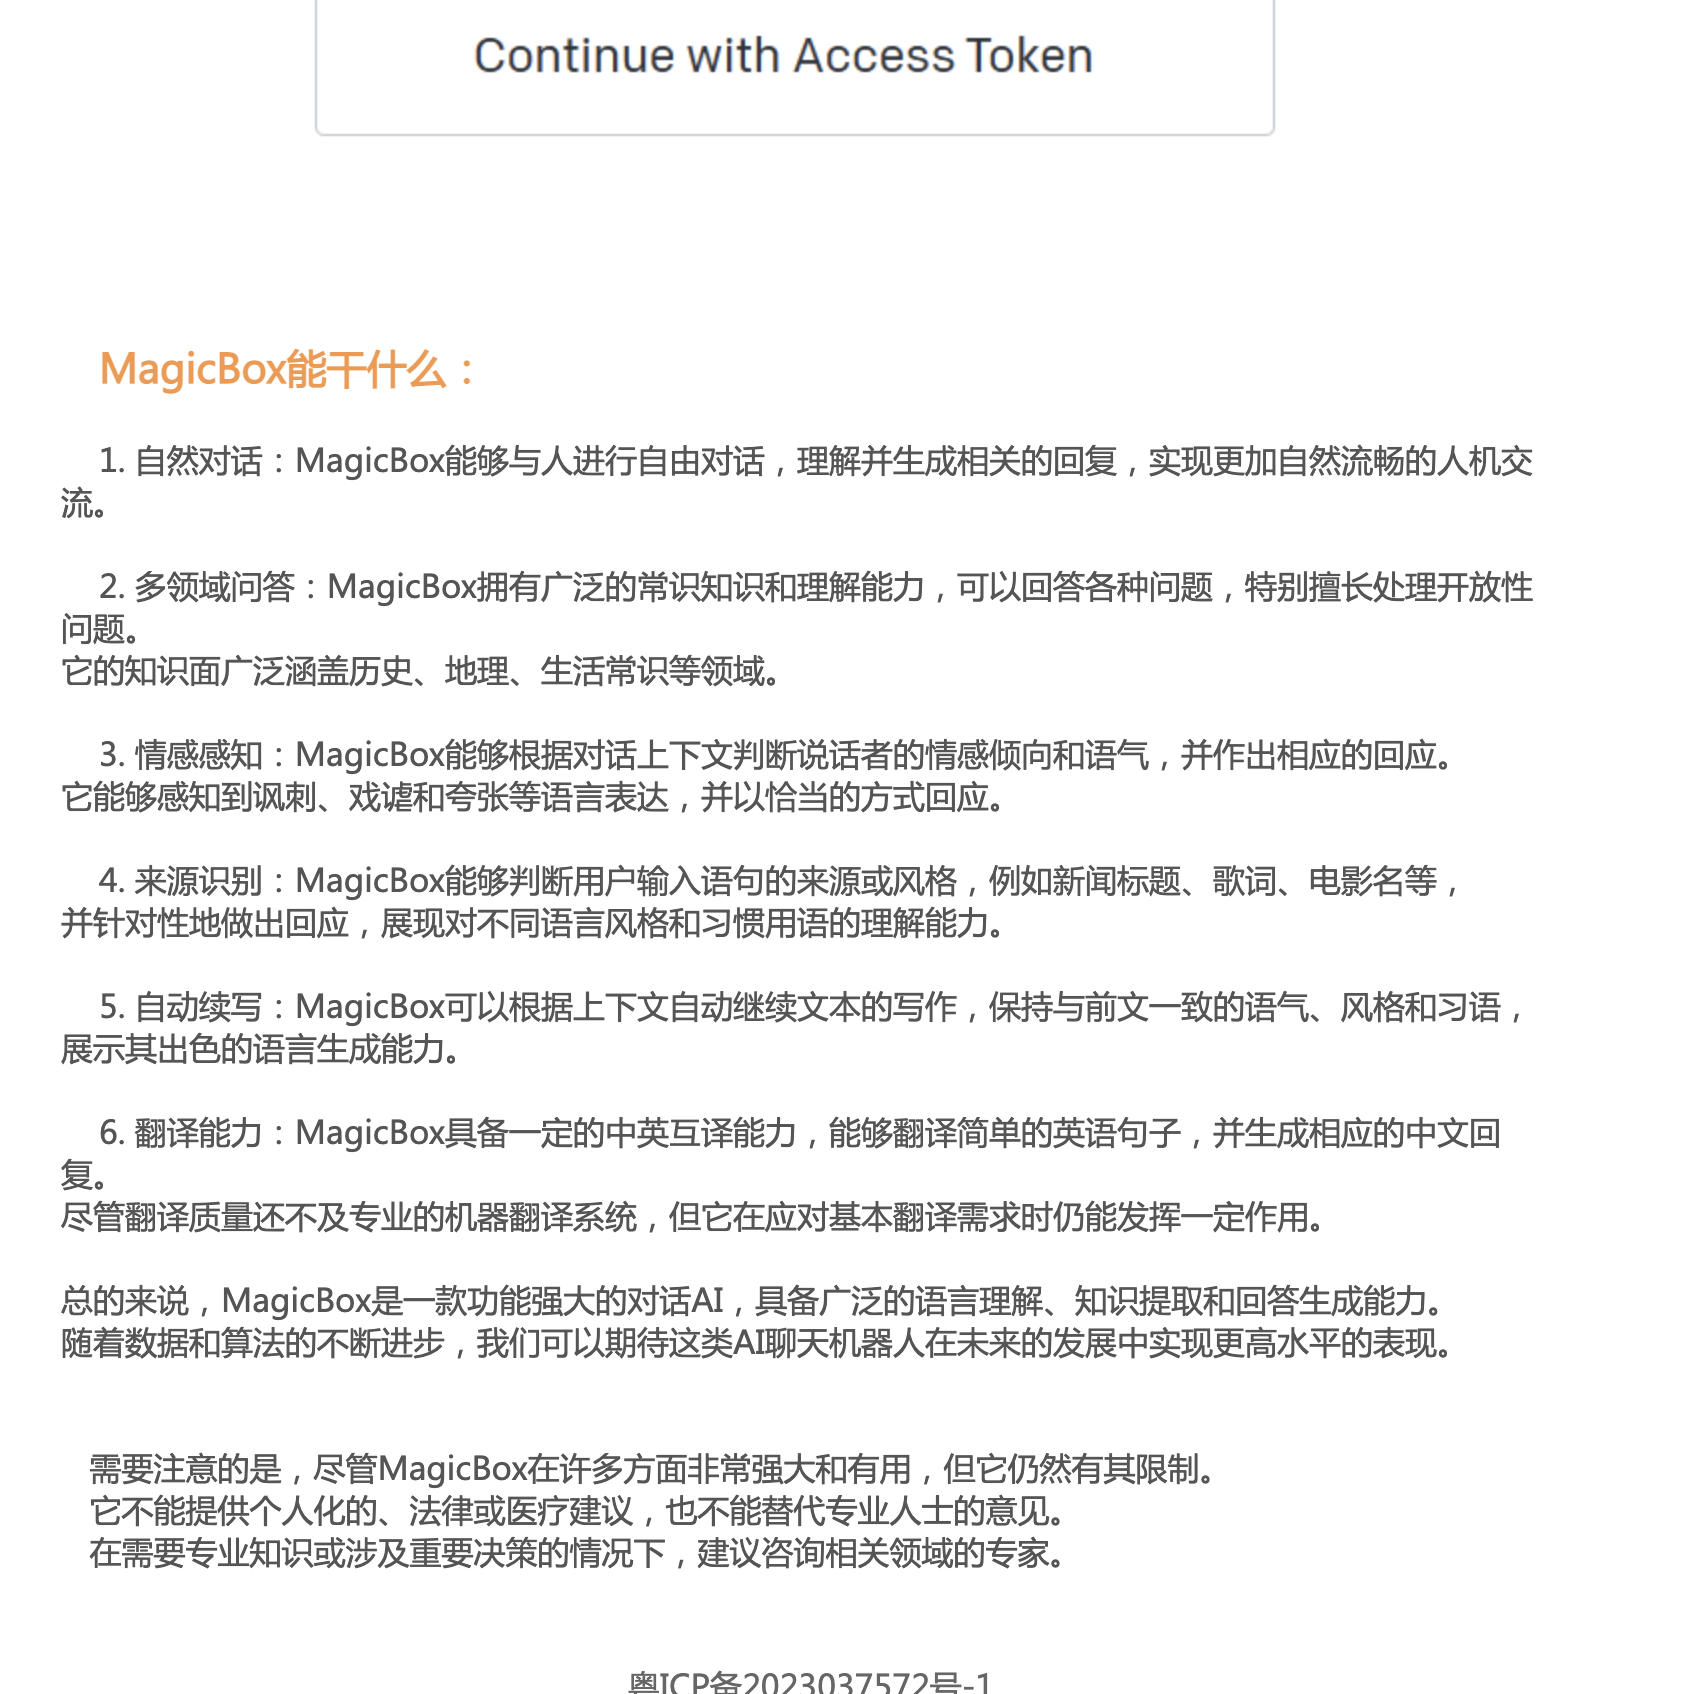 Continue with Access Token
MagicBox能干什么：
1. 自然对话：MagicBox能够与人进行自由对话，理解并生成相关的回复，实现更加自然流畅的人机交
流。
2. 多领域问答：MagicBox拥有广泛的常识知识和理解能力，可以回答各种问题，特别擅长处理开放性
问题。
它的知识面广泛涵盖历史、地理、生活常识等领域。
3. 情感感知：MagicBox能够根据对话上下文判断说话者的情感倾向和语气，并作出相应的回应。
它能够感知到讽刺、戏谑和夸张等语言表达，并以恰当的方式回应。
4. 来源识别：MagicBox能够判断用户输入语句的来源或风格，例如新闻标题、歌词、电影名等，
并针对性地做出回应，展现对不同语言风格和习惯用语的理解能力。
5. 自动续写：MagicBox可以根据上下文自动继续文本的写作，保持与前文一致的语气、风格和习语，
展示其出色的语言生成能力。
6. 翻译能力：MagicBox具备一定的中英互译能力，能够翻译简单的英语句子，并生成相应的中文回
复。
尽管翻译质量还不及专业的机器翻译系统，但它在应对基本翻译需求时仍能发挥一定作用。
总的来说，MagicBox是一款功能强大的对话AI，具备广泛的语言理解、知识提取和回答生成能力。
随着数据和算法的不断进步，我们可以期待这类AI聊天机器人在未来的发展中实现更高水平的表现。
需要注意的是，尽管MagicBox在许多方面非常强大和有用，但它仍然有其限制。
它不能提供个人化的、法律或医疗建议，也不能替代专业人士的意见。
在需要专业知识或涉及重要决策的情况下，建议咨询相关领域的专家。
粤ICP备2023037572号-1